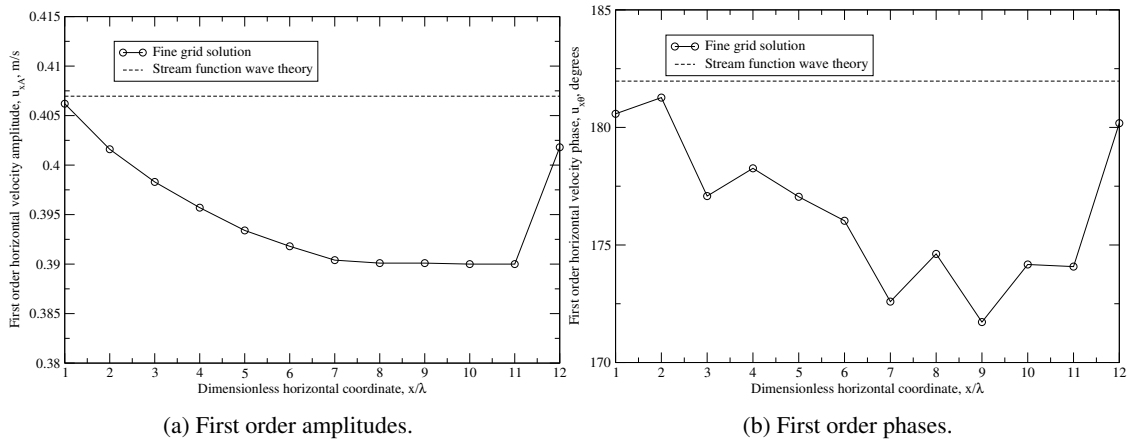 0.415
0.41
0.405
0.4
0.395
0.39
0.385
0.38
First order horizontal velocity amplitude, u_xA, m/s
Fine grid solution
Stream function wave theory
1 2 3 4 5 6 7 8 9 10 11 12
Dimensionless horizontal coordinate, x/λ
(a) First order amplitudes.
185
180
175
170
First order horizontal velocity phase, u_xθ, degrees
Fine grid solution
Stream function wave theory
1 2 3 4 5 6 7 8 9 10 11 12
Dimensionless horizontal coordinate, x/λ
(b) First order phases.